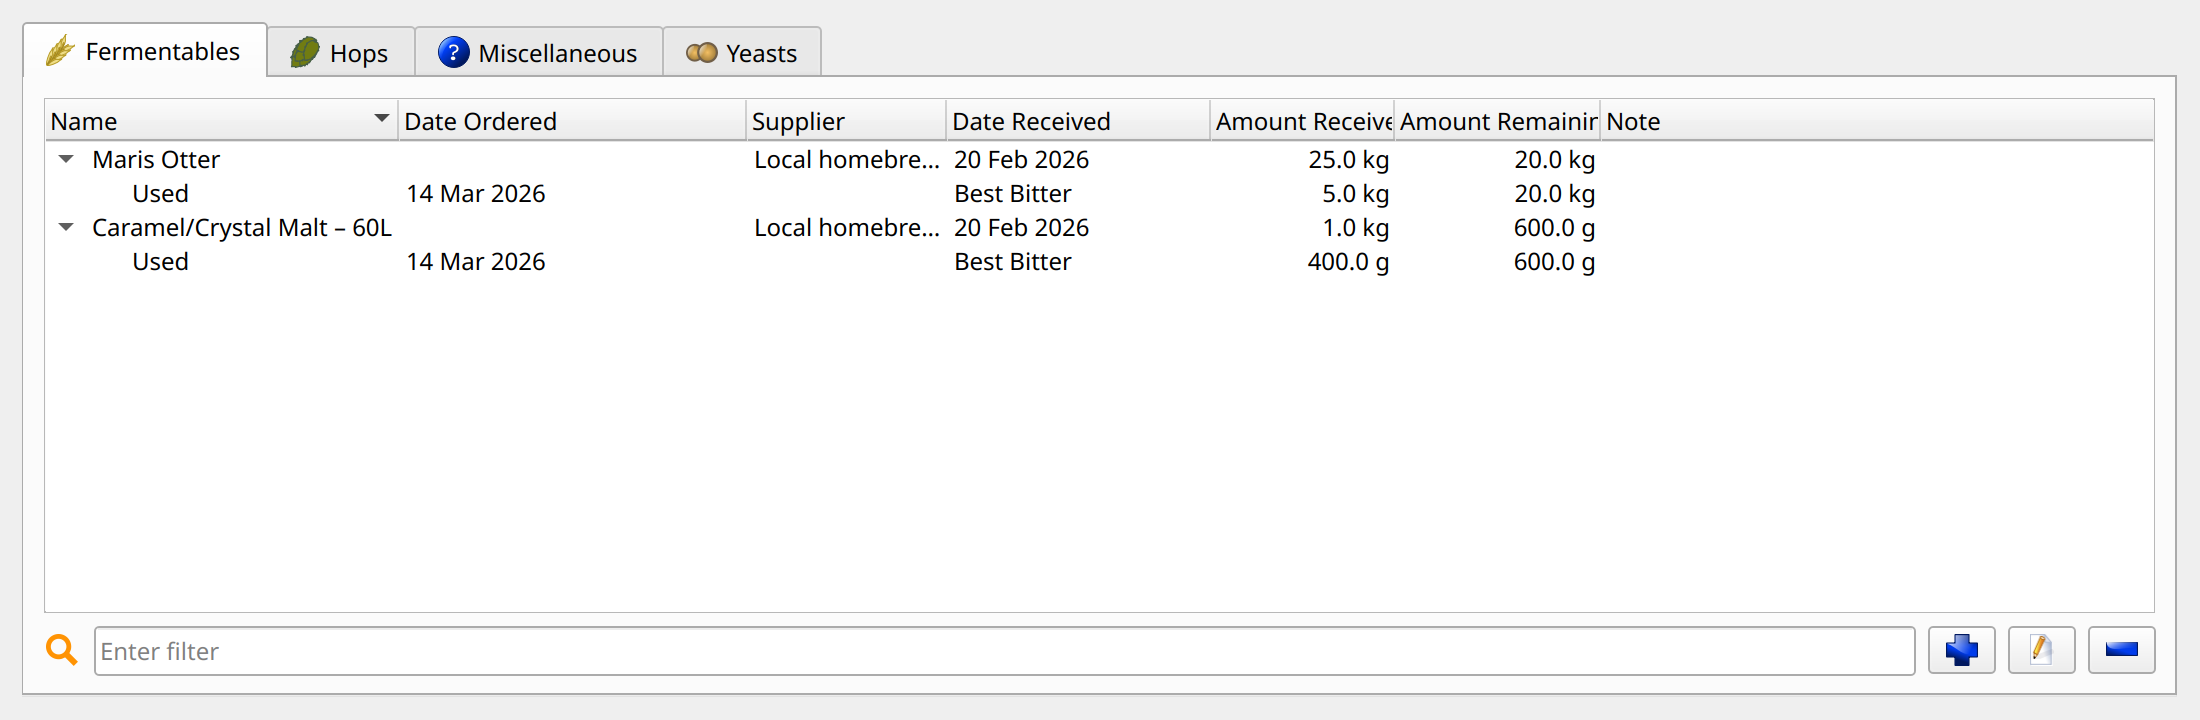 Fermentables Hops ? Miscellaneous Yeasts
Name Date Ordered Supplier Date Received Amount Receive Amount Remainin Note
Maris Otter Local homebre... 20 Feb 2026 25.0 kg 20.0 kg
Used 14 Mar 2026 Best Bitter 5.0 kg 20.0 kg
Caramel/Crystal Malt – 60L Local homebre... 20 Feb 2026 1.0 kg 600.0 g
Used 14 Mar 2026 Best Bitter 400.0 g 600.0 g
Enter filter